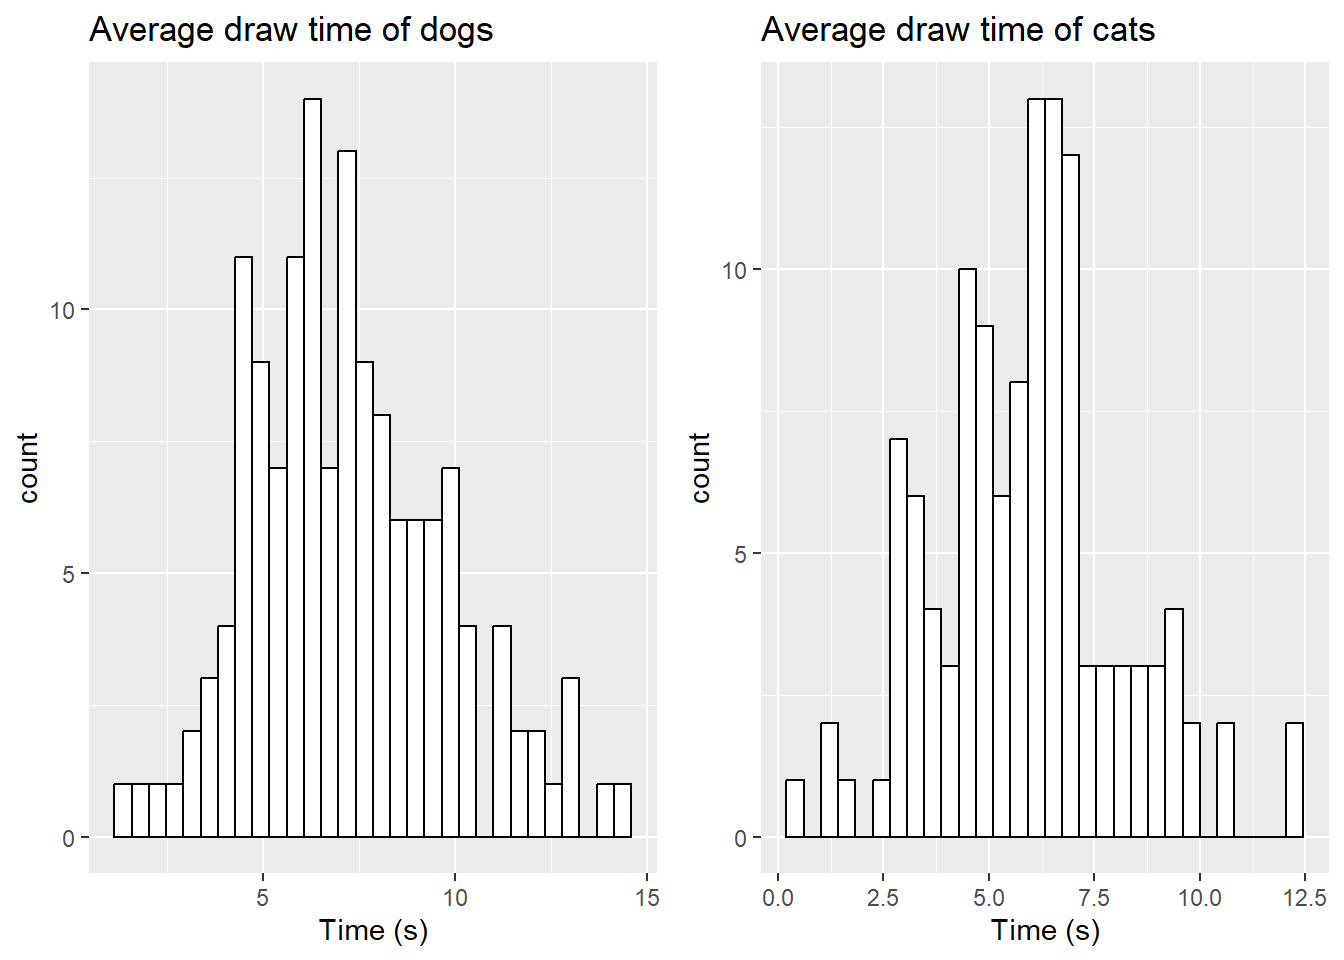 Average draw time of dogs
count
10
5
0
5 10 15
Time (s)
Average draw time of cats
count
10
5
0
0.0 2.5 5.0 7.5 10.0 12.5
Time (s)